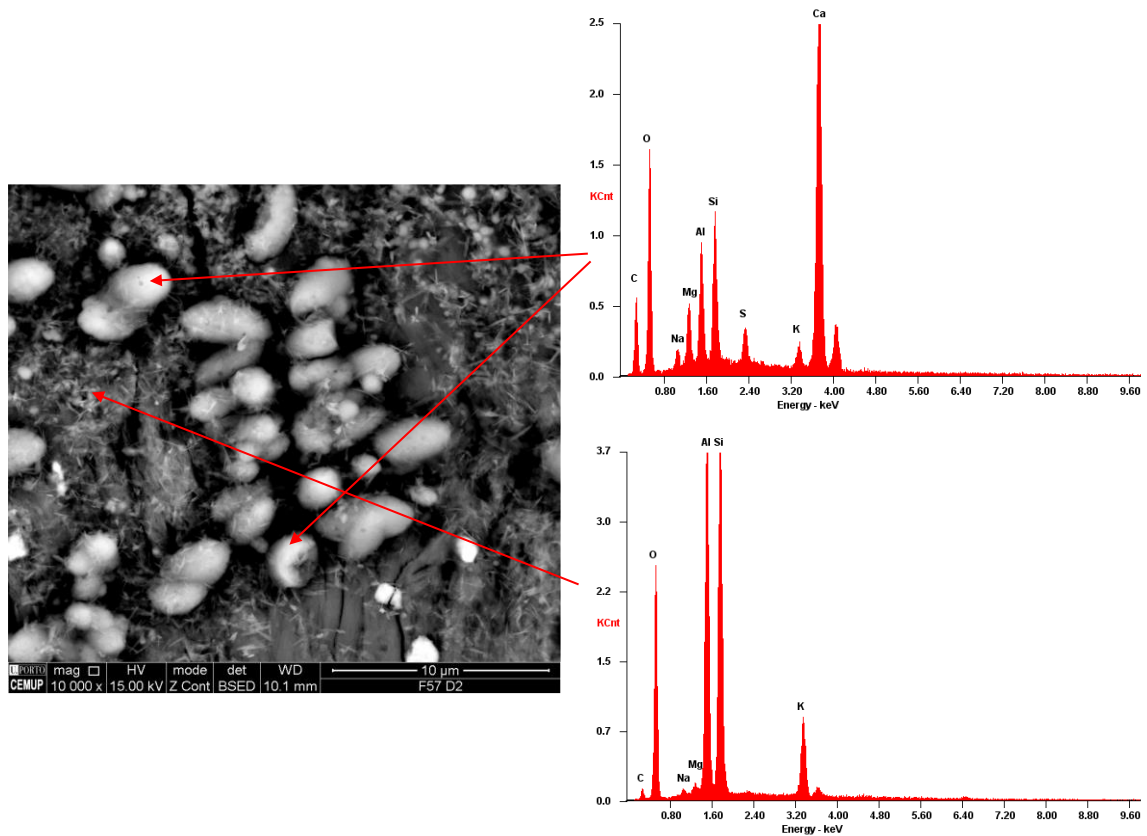 U.PORTO
CEMUP
mag □ HV mode det WD
10 000 x 15.00 kV Z Cont BSED 10.1 mm
10 µm
F57 D2
Ca
2.5
2.0
O
1.5
KCnt
Si
1.0
Al
C
Mg
0.5
S
Na
K
0.0
0.80 1.60 2.40 3.20 4.00 4.80 5.60 6.40 7.20 8.00 8.80 9.60
Energy - keV
Al Si
3.7
3.0
O
2.2
KCnt
1.5
K
0.7
C Na Mg
0.0
0.80 1.60 2.40 3.20 4.00 4.80 5.60 6.40 7.20 8.00 8.80 9.60
Energy - keV